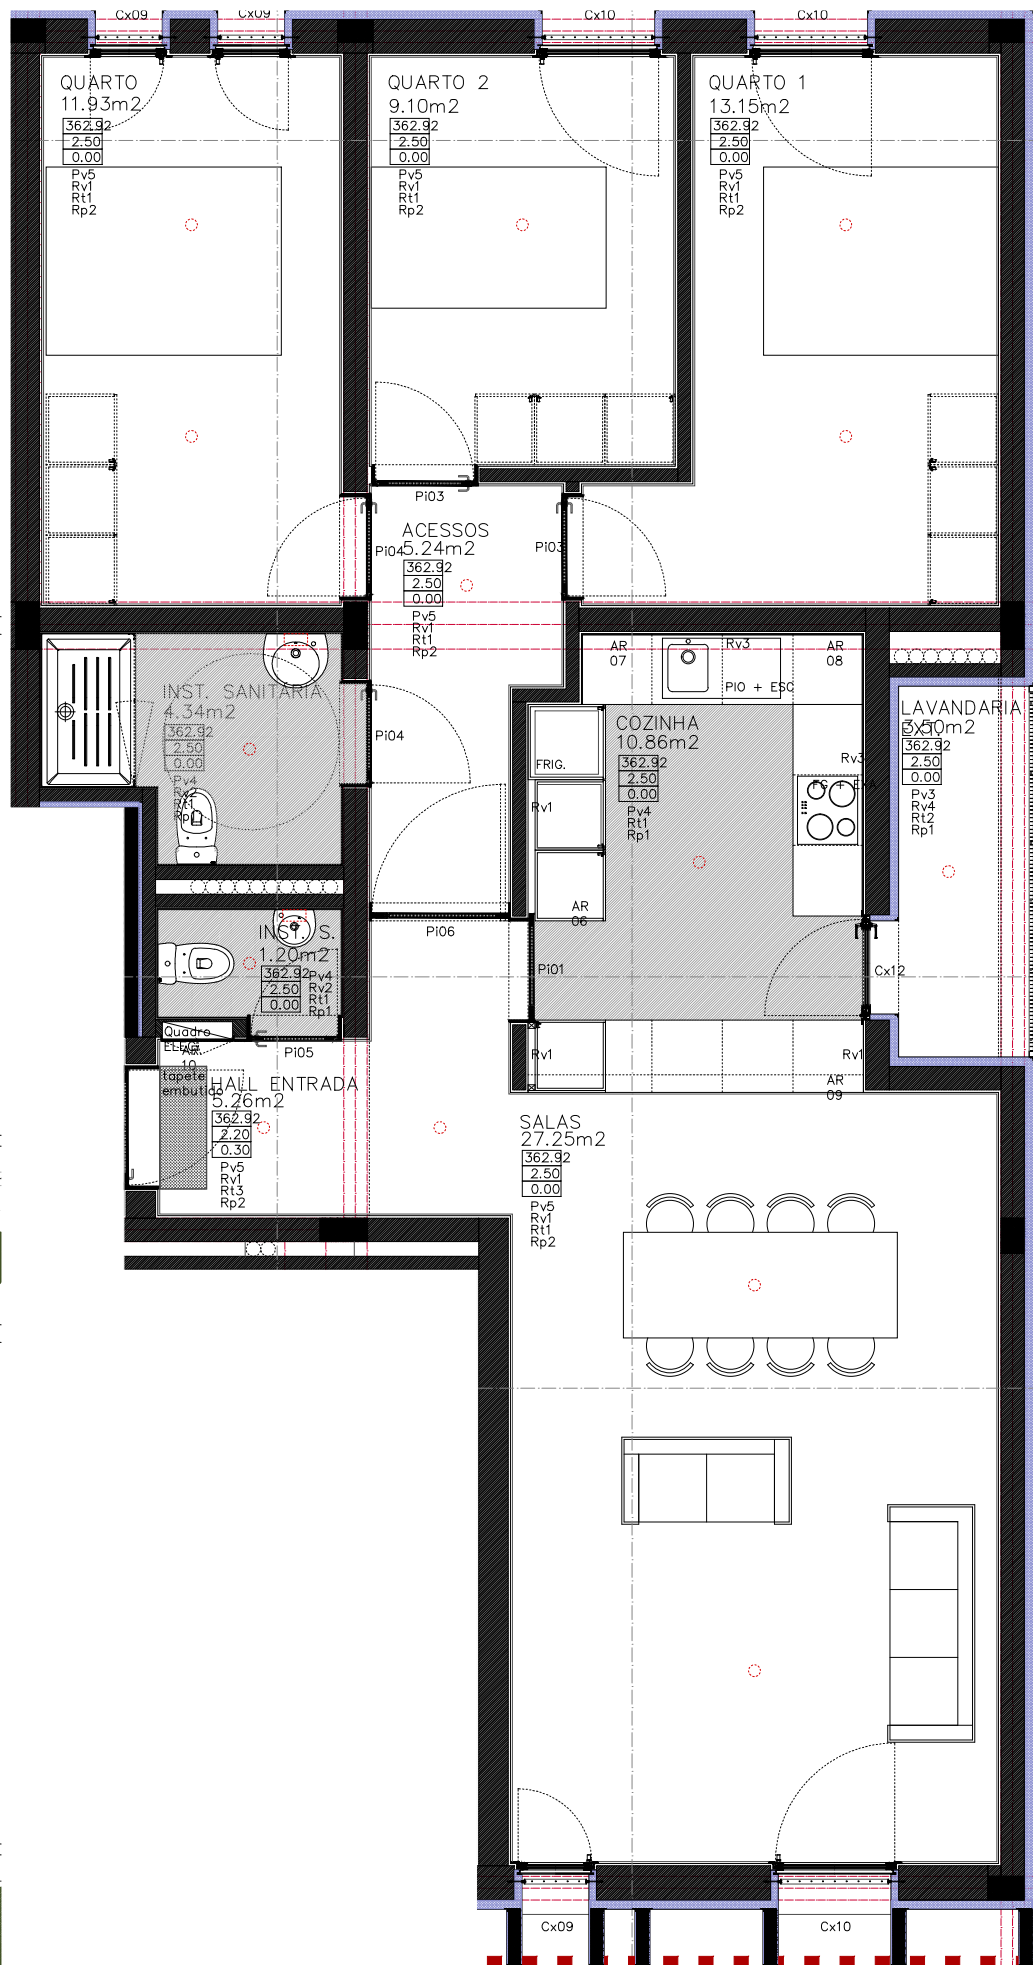 Cx09
Cx09
Cx10
Cx10
QUARTO
11.93m2
362.92
2.50
0.00
Pv5
Rv1
Rt1
Rp2
QUARTO 2
9.10m2
362.92
2.50
0.00
Pv5
Rv1
Rt1
Rp2
QUARTO 1
13.15m2
362.92
2.50
0.00
Pv5
Rv1
Rt1
Rp2
Pi03
ACESSOS
5.24m2
362.92
2.50
0.00
Pv5
Rv1
Rt1
Rp2
Pi04
Pi03
INST. SANITÁRIA
4.34m2
362.92
2.50
0.00
Pv4
Rv2
Rt1
Rp1
Pi04
AR
07
Rv3
AR
08
PIO + ESC
COZINHA
10.86m2
362.92
2.50
0.00
Pv4
Rt1
Rp1
FRIG.
Rv1
Rv3
AR
06
LAVANDARIA
EXT.
3.50m2
362.92
2.50
0.00
Pv3
Rv4
Rt2
Rp1
Pi06
Pi01
Cx12
INST. S.
1.20m2
362.92
2.50
0.00
Pv4
Rv2
Rt1
Rp1
Quadro
AR
10
tapete
embutido
Pi05
Rv1
Rv1
AR
09
HALL ENTRADA
5.26m2
362.92
2.20
0.30
Pv5
Rv1
Rt3
Rp2
SALAS
27.25m2
362.92
2.50
0.00
Pv5
Rv1
Rt1
Rp2
Cx09
Cx10